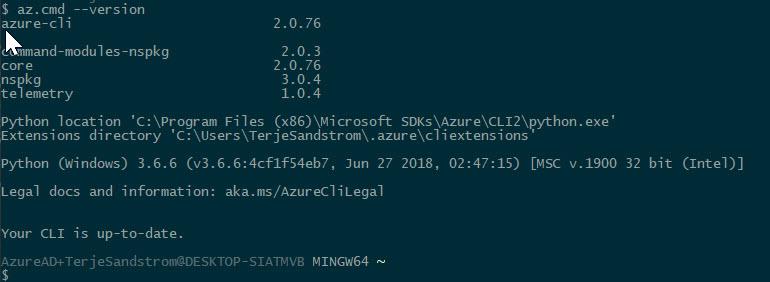 $ az.cmd --version
azure-cli                         2.0.76

command-modules-nspkg              2.0.3
core                              2.0.76
nspkg                              3.0.4
telemetry                          1.0.4

Python location 'C:\Program Files (x86)\Microsoft SDKs\Azure\CLI2\python.exe'
Extensions directory 'C:\Users\TerjeSandstrom\.azure\cliextensions'

Python (Windows) 3.6.6 (v3.6.6:4cf1f54eb7, Jun 27 2018, 02:47:15) [MSC v.1900 32 bit (Intel)]

Legal docs and information: aka.ms/AzureCliLegal


Your CLI is up-to-date.

AzureAD+TerjeSandstrom@DESKTOP-SIATMVB MINGW64 ~
$